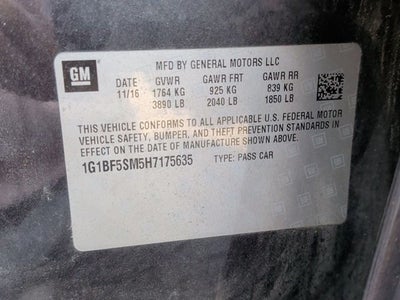 GM
MFD BY GENERAL MOTORS LLC
DATE GVWR GAWR FRT GAWR RR
11/16 1764 KG 925 KG 839 KG
3890 LB 2040 LB 1850 LB
THIS VEHICLE CONFORMS TO ALL APPLICABLE U.S. FEDERAL MOTOR
VEHICLE SAFETY, BUMPER, AND THEFT PREVENTION STANDARDS IN
EFFECT ON THE DATE OF MANUFACTURE SHOWN ABOVE.
1G1BF5SM5H7175635 TYPE: PASS CAR